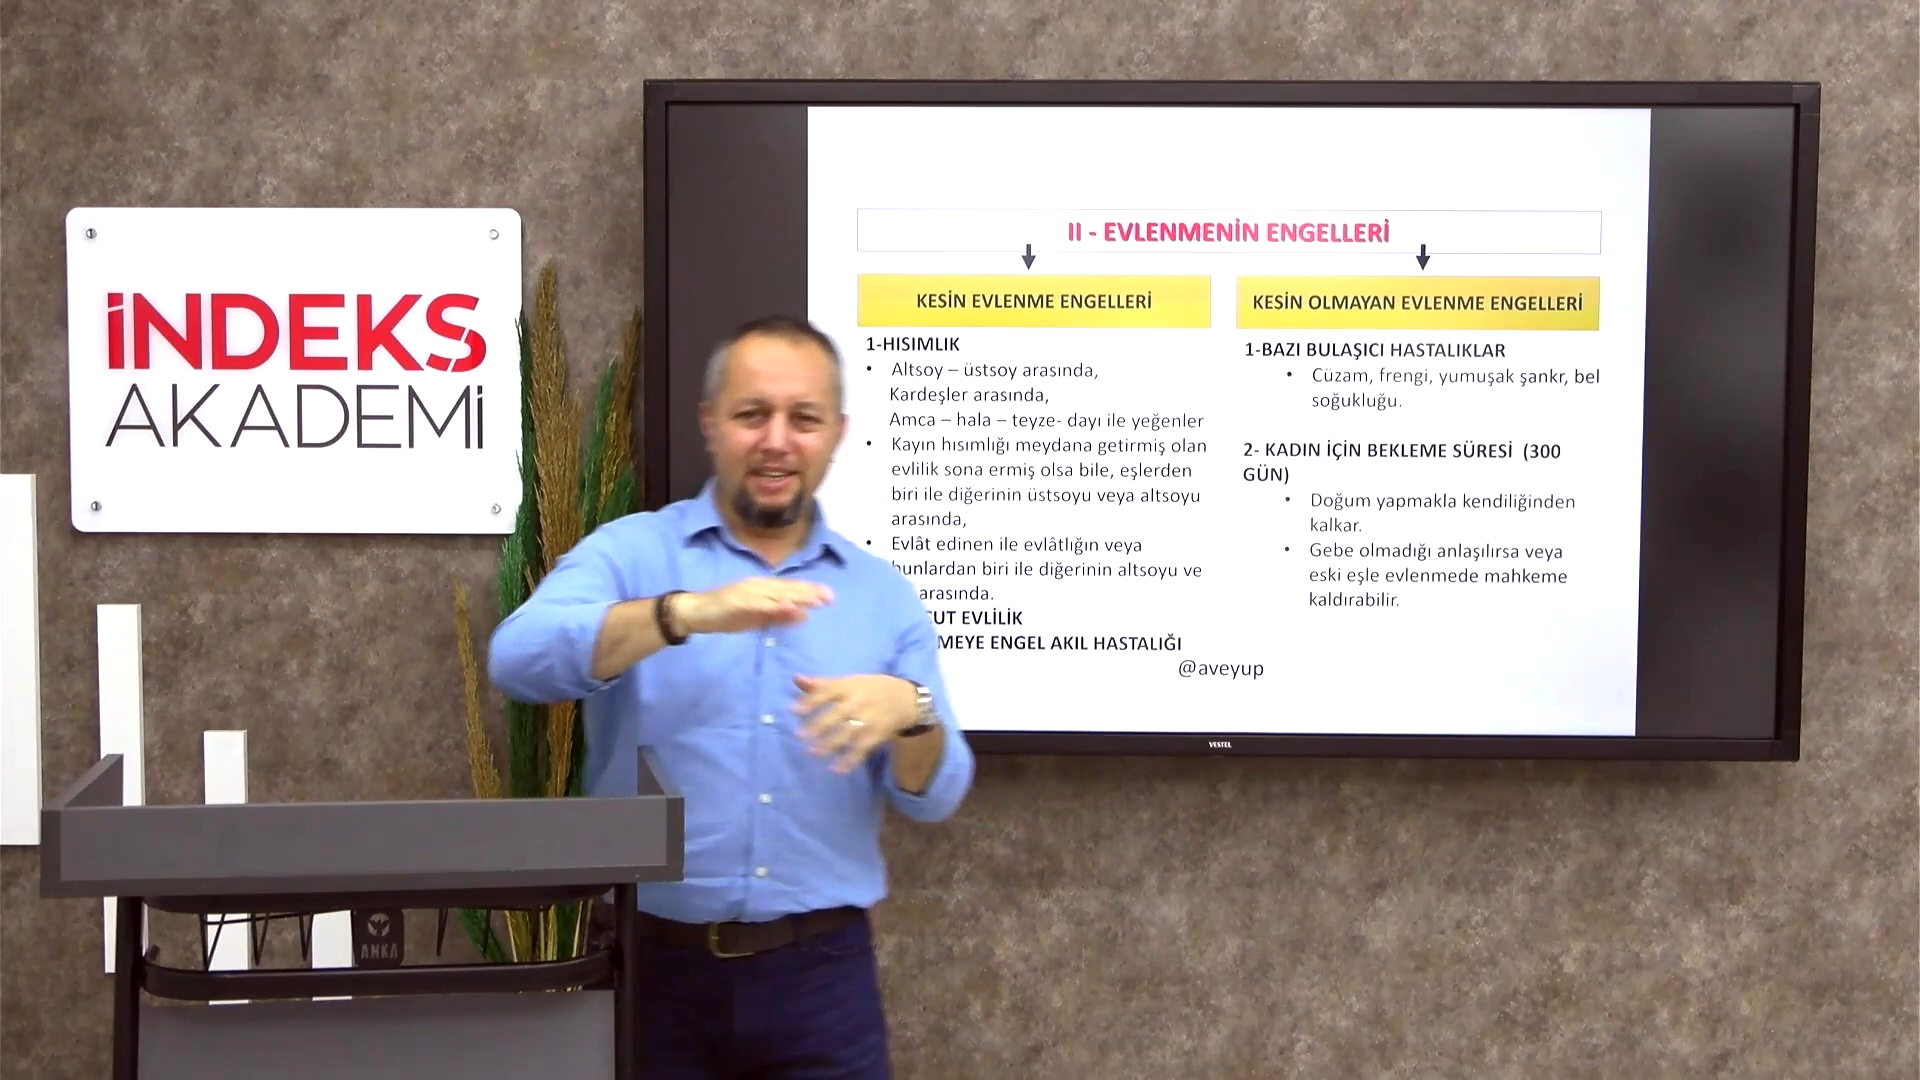 İNDEKS
AKADEMİ
II - EVLENMENİN ENGELLERİ
KESİN EVLENME ENGELLERİ
1-HISIMLIK
• Altsoy – üstsoy arasında,
Kardeşler arasında,
Amca – hala – teyze- dayı ile yeğenler
• Kayın hısımlığı meydana getirmiş olan
evlilik sona ermiş olsa bile, eşlerden
biri ile diğerinin üstsoyu veya altsoyu
arasında,
• Evlât edinen ile evlâtlığın veya
bunlardan biri ile diğerinin altsoyu ve
arasında.
CUT EVLİLİK
MEYE ENGEL AKIL HASTALIĞI
KESİN OLMAYAN EVLENME ENGELLERİ
1-BAZI BULAŞICI HASTALIKLAR
• Cüzam, frengi, yumuşak şankr, bel
soğukluğu.
2- KADIN İÇİN BEKLEME SÜRESİ (300
GÜN)
• Doğum yapmakla kendiliğinden
kalkar.
• Gebe olmadığı anlaşılırsa veya
eski eşle evlenmede mahkeme
kaldırabilir.
@aveyup
VESTEL
ANKA